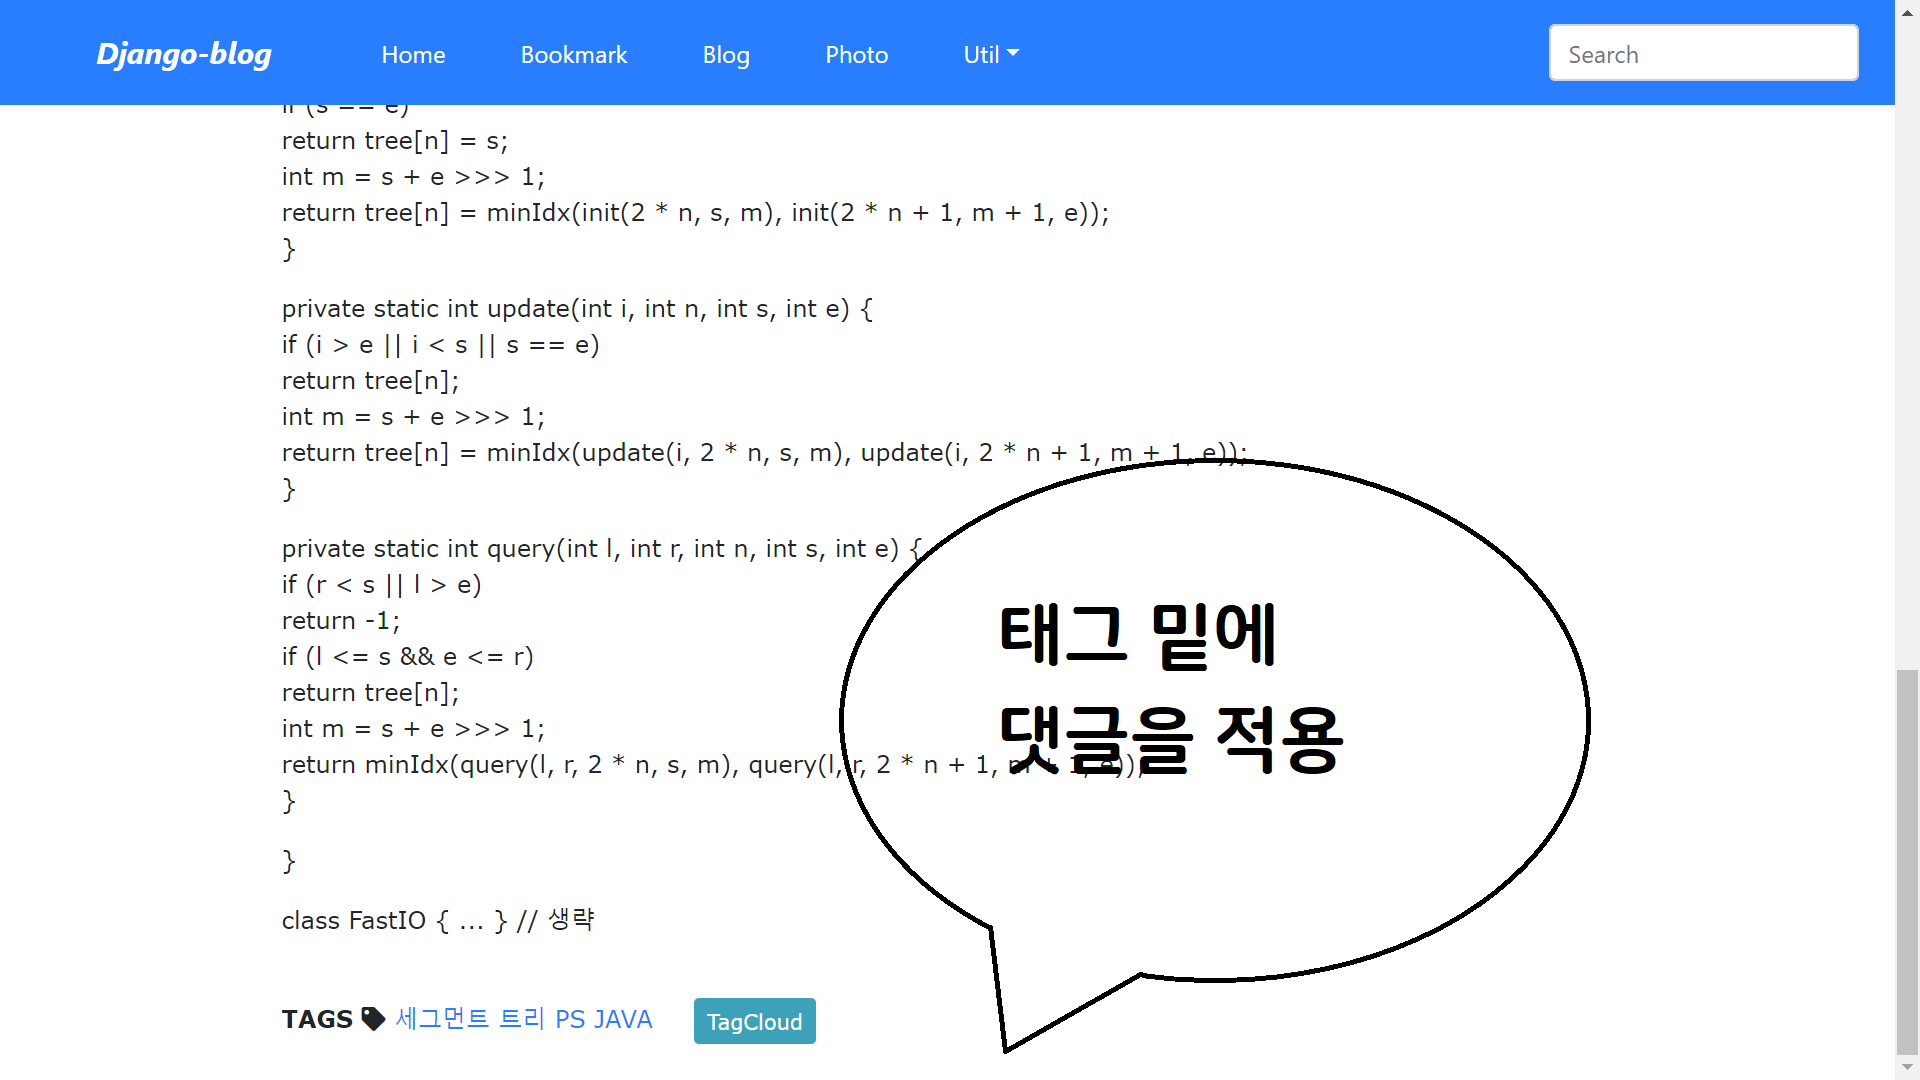 Django-blog Home Bookmark Blog Photo Util Search
if (s == e)
return tree[n] = s;
int m = s + e >>> 1;
return tree[n] = minIdx(init(2 * n, s, m), init(2 * n + 1, m + 1, e));
}
private static int update(int i, int n, int s, int e) {
if (i > e || i < s || s == e)
return tree[n];
int m = s + e >>> 1;
return tree[n] = minIdx(update(i, 2 * n, s, m), update(i, 2 * n + 1, m + 1, e));
}
private static int query(int l, int r, int n, int s, int e) {
if (r < s || l > e)
return -1;
if (l <= s && e <= r)
return tree[n];
int m = s + e >>> 1;
return minIdx(query(l, r, 2 * n, s, m), query(l, r, 2 * n + 1, m + 1, e));
}
}
class FastIO { ... } // 생략
태그 밑에
댓글을 적용
TAGS 세그먼트 트리 PS JAVA TagCloud